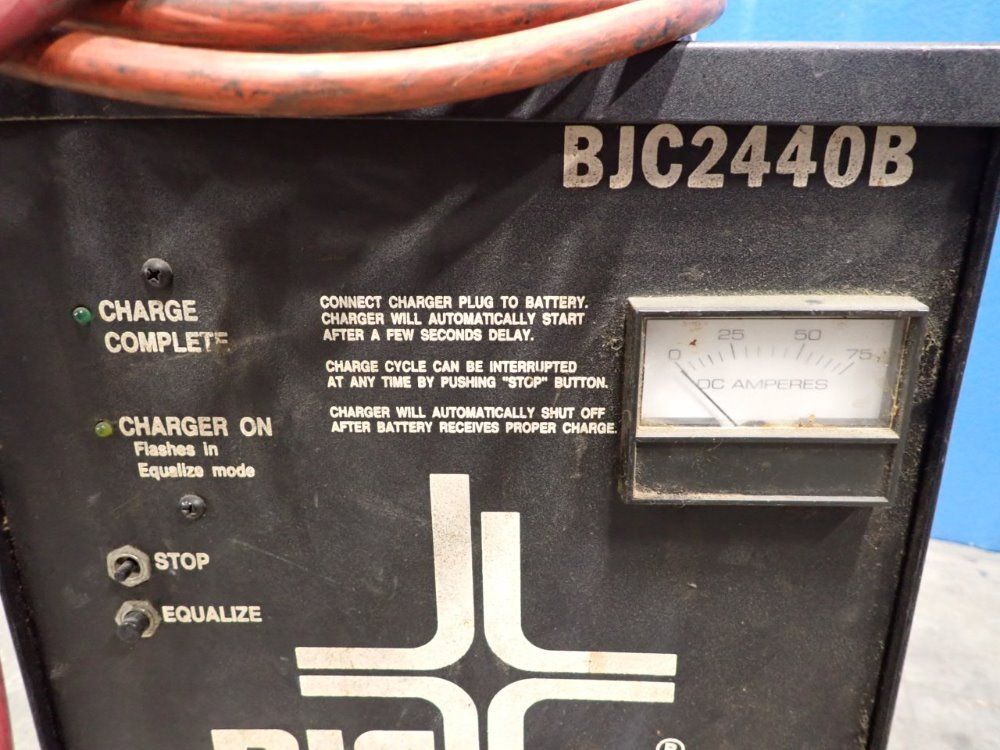 BJC2440B
CHARGE
COMPLETE
CHARGER ON
Flashes in
Equalize mode
STOP
EQUALIZE
CONNECT CHARGER PLUG TO BATTERY.
CHARGER WILL AUTOMATICALLY START
AFTER A FEW SECONDS DELAY.
CHARGE CYCLE CAN BE INTERRUPTED
AT ANY TIME BY PUSHING "STOP" BUTTON.
CHARGER WILL AUTOMATICALLY SHUT OFF
AFTER BATTERY RECEIVES PROPER CHARGE.
0 25 50 75
DC AMPERES
®